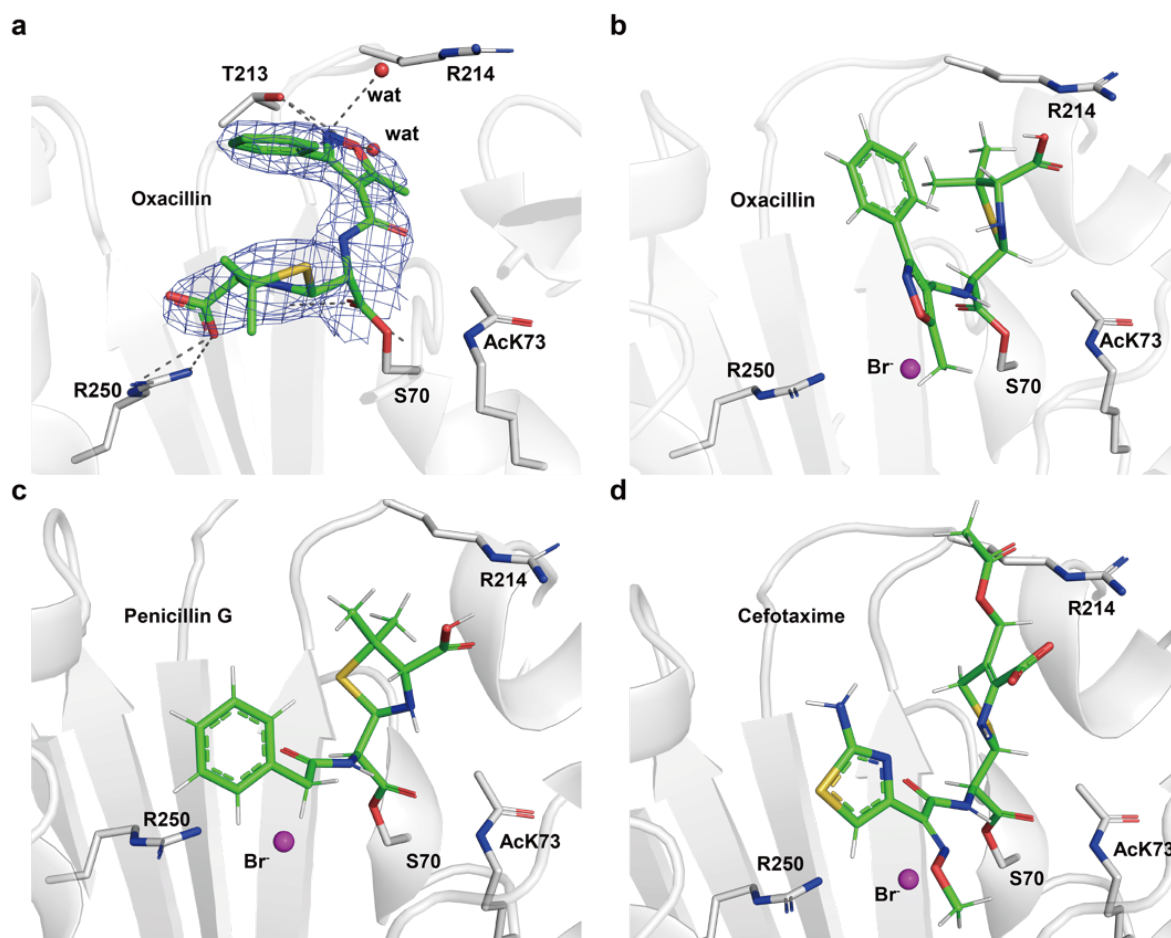 a
T213
R214
wat
wat
Oxacillin
AcK73
R250
S70
b
R214
Oxacillin
AcK73
R250
Br-
S70
c
R214
Penicillin G
R250
AcK73
Br-
S70
d
R214
Cefotaxime
AcK73
R250
S70
Br-